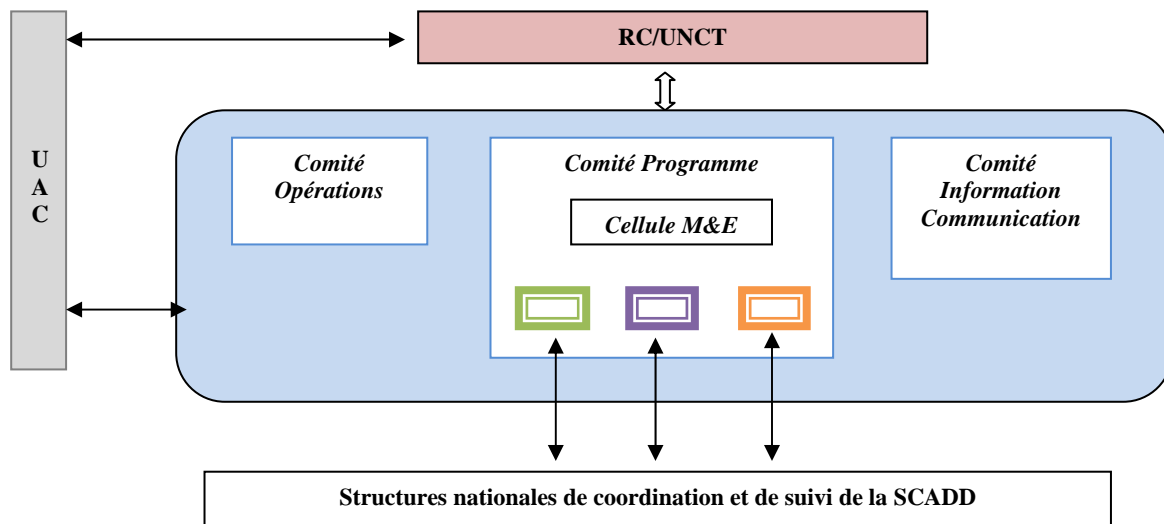 RC/UNCT
U
A
C
Comité
Opérations
Comité Programme
Cellule M&E
Comité
Information
Communication
Structures nationales de coordination et de suivi de la SCADD